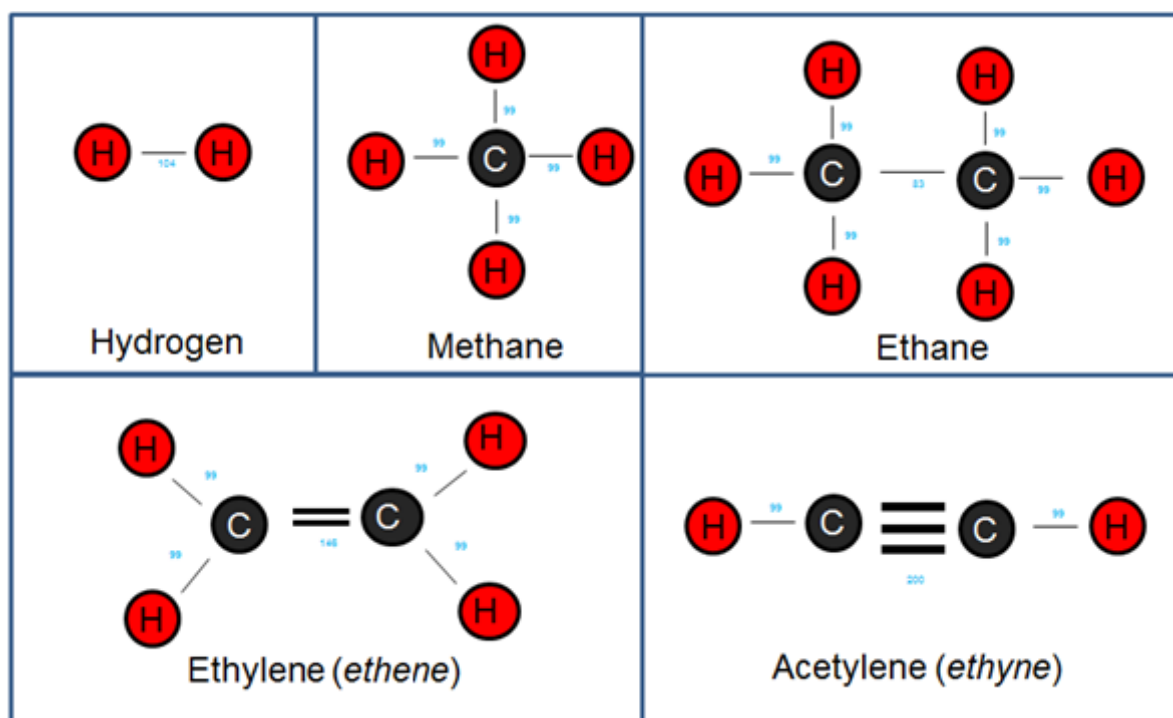 H H
104
Hydrogen
H
99
H 99 C 99 H
99
H
Methane
H H
99 99
H 99 C 83 C 99 H
99 99
H H
Ethane
H H
99 99
C C
146
99 99
H H
Ethylene (ethene)
H 99 C C 99 H
200
Acetylene (ethyne)